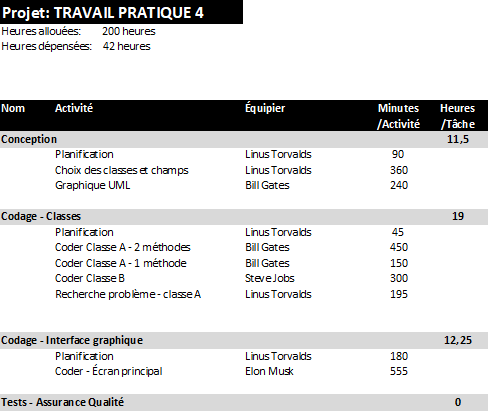 Projet: TRAVAIL PRATIQUE 4
Heures allouées: 200 heures
Heures dépensées: 42 heures
Nom Activité Équipier Minutes /Activité Heures /Tâche
Conception 11,5
Planification Linus Torvalds 90
Choix des classes et champs Linus Torvalds 360
Graphique UML Bill Gates 240
Codage - Classes 19
Planification Linus Torvalds 45
Coder Classe A - 2 méthodes Bill Gates 450
Coder Classe A - 1 méthode Bill Gates 150
Coder Classe B Steve Jobs 300
Recherche problème - classe A Linus Torvalds 195
Codage - Interface graphique 12,25
Planification Linus Torvalds 180
Coder - Écran principal Elon Musk 555
Tests - Assurance Qualité 0